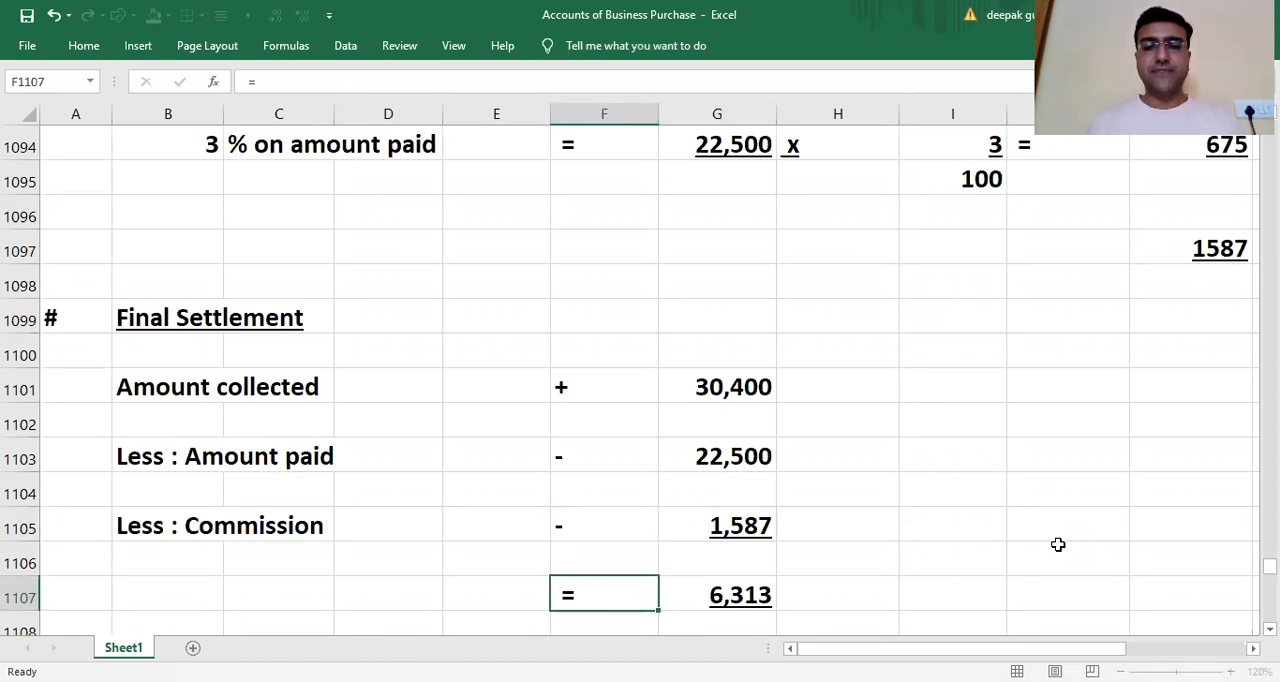 Accounts of Business Purchase - Excel
deepak gu
File Home Insert Page Layout Formulas Data Review View Help Tell me what you want to do
F1107 fx =
A B C D E F G H I
1094 3 % on amount paid = 22,500 x 3 = 675
1095 100
1096
1097 1587
1098
1099 # Final Settlement
1100
1101 Amount collected + 30,400
1102
1103 Less : Amount paid - 22,500
1104
1105 Less : Commission - 1,587
1106
1107 = 6,313
1108
Sheet1
Ready 120%